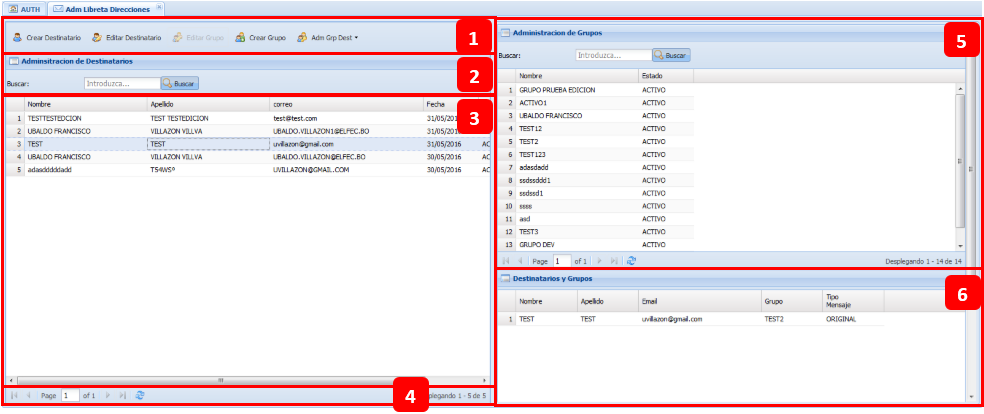 AUTH   Adm Libreta Direcciones
Crear Destinatario   Editar Destinatario   Editar Grupo   Crear Grupo   Adm Grp Dest
1
Adminsitracion de Destinatarios
2
Buscar:   Introduzca...   Buscar
3
Nombre   Apellido   correo   Fecha
1   TESTTESTEDCION   TEST TESTEDICION   test@test.com   31/05/2016
2   UBALDO FRANCISCO   VILLAZON VILLVA   UBALDO.VILLAZON1@ELFEC.BO   31/05/2016
3   TEST   TEST   uvillazon@gmail.com   31/05/2016   AC
4   UBALDO FRANCISCO   VILLAZON VILLVA   UBALDO.VILLAZON@ELFEC.BO   30/05/2016   AC
5   adasdddddadd   T54WSº   UVILLAZON@GMAIL.COM   30/05/2016   AC
Page   1   of 1   plegando 1 - 5 de 5
4
Administracion de Grupos
5
Buscar:   Introduzca...   Buscar
Nombre   Estado
1   GRUPO PRUEBA EDICION   ACTIVO
2   ACTIVO1   ACTIVO
3   UBALDO FRANCISCO   ACTIVO
4   TEST12   ACTIVO
5   TEST2   ACTIVO
6   TEST123   ACTIVO
7   adasdadd   ACTIVO
8   ssdssddd1   ACTIVO
9   ssdssd1   ACTIVO
10   ssss   ACTIVO
11   asd   ACTIVO
12   TEST3   ACTIVO
13   GRUPO DEV   ACTIVO
Page   1   of 1   Desplegando 1 - 14 de 14
Destinatarios y Grupos
6
Nombre   Apellido   Email   Grupo   Tipo
Mensaje
1   TEST   TEST   uvillazon@gmail.com   TEST2   ORIGINAL